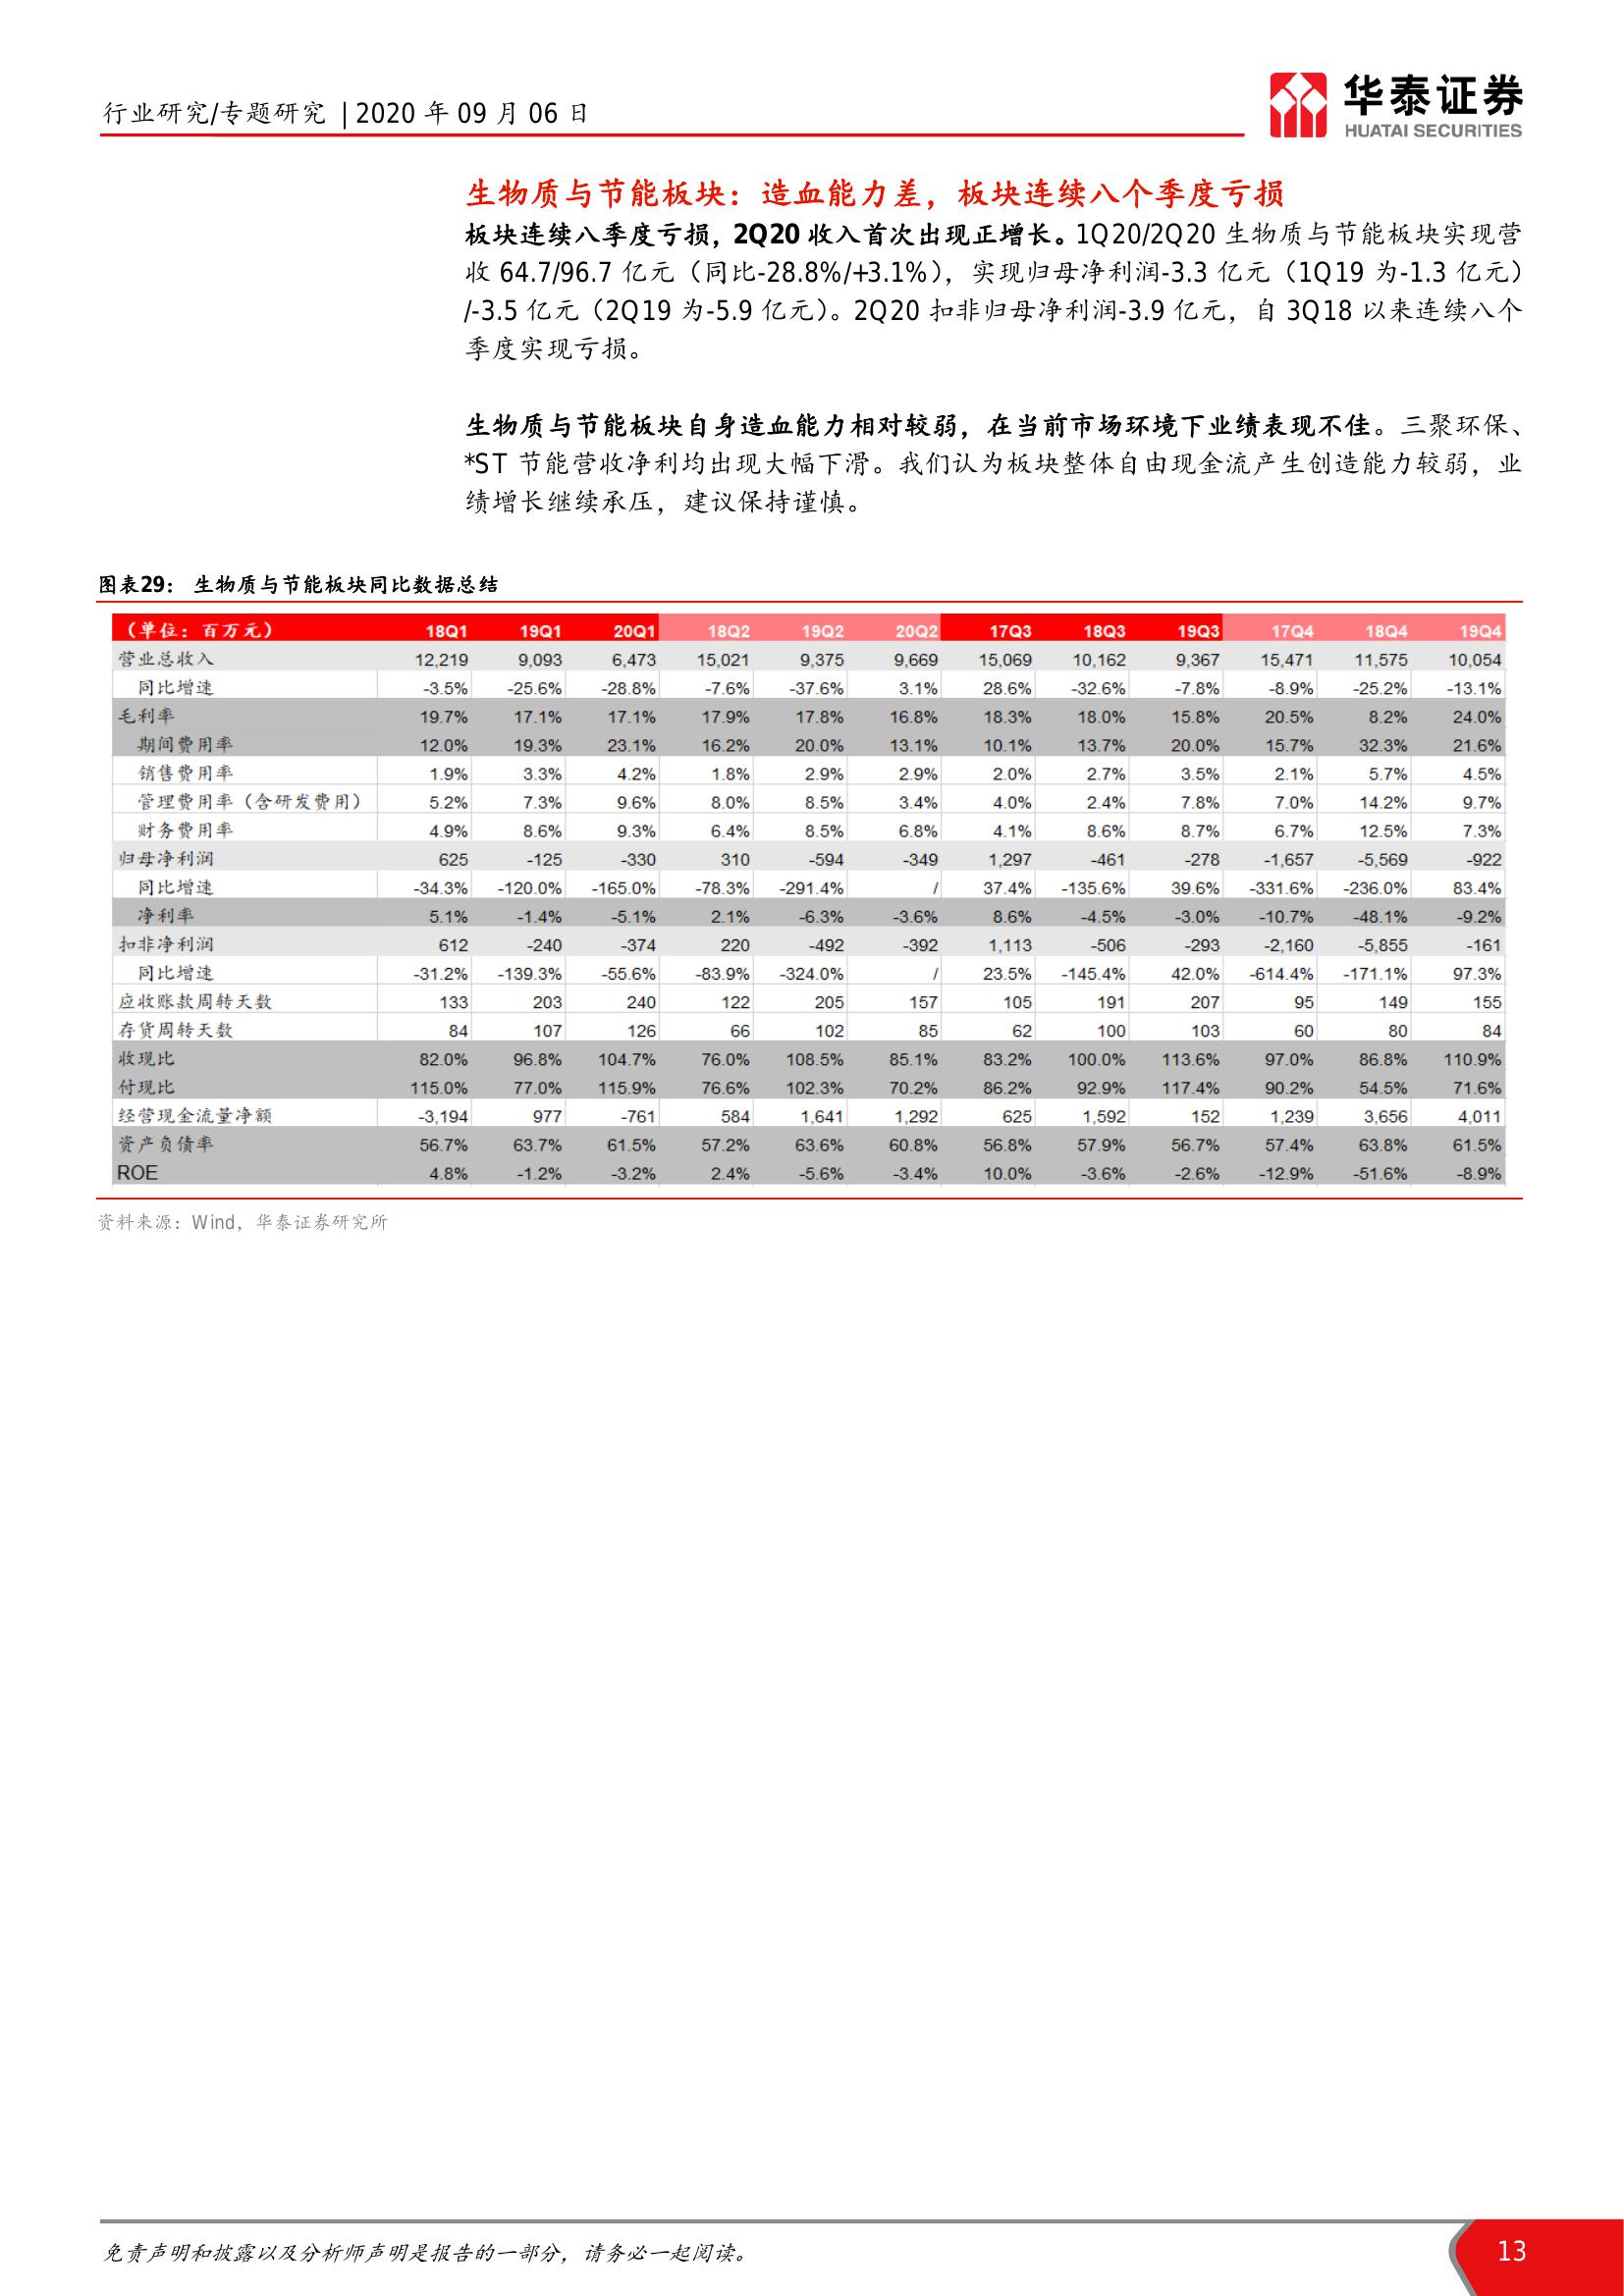 行业研究/专题研究 | 2020 年 09 月 06 日
华泰证券
HUATAI SECURITIES
生物质与节能板块：造血能力差，板块连续八个季度亏损
板块连续八季度亏损，2Q20 收入首次出现正增长。1Q20/2Q20 生物质与节能板块实现营
收 64.7/96.7 亿元（同比-28.8%/+3.1%），实现归母净利润-3.3 亿元（1Q19 为-1.3 亿元）
/-3.5 亿元（2Q19 为-5.9 亿元）。2Q20 扣非归母净利润-3.9 亿元，自 3Q18 以来连续八个
季度实现亏损。
生物质与节能板块自身造血能力相对较弱，在当前市场环境下业绩表现不佳。三聚环保、
*ST 节能营收净利均出现大幅下滑。我们认为板块整体自由现金流产生创造能力较弱，业
绩增长继续承压，建议保持谨慎。
图表29： 生物质与节能板块同比数据总结
（单位：百万元） 18Q1 19Q1 20Q1 18Q2 19Q2 20Q2 17Q3 18Q3 19Q3 17Q4 18Q4 19Q4
营业总收入 12,219 9,093 6,473 15,021 9,375 9,669 15,069 10,162 9,367 15,471 11,575 10,054
同比增速 -3.5% -25.6% -28.8% -7.6% -37.6% 3.1% 28.6% -32.6% -7.8% -8.9% -25.2% -13.1%
毛利率 19.7% 17.1% 17.1% 17.9% 17.8% 16.8% 18.3% 18.0% 15.8% 20.5% 8.2% 24.0%
期间费用率 12.0% 19.3% 23.1% 16.2% 20.0% 13.1% 10.1% 13.7% 20.0% 15.7% 32.3% 21.6%
销售费用率 1.9% 3.3% 4.2% 1.8% 2.9% 2.9% 2.0% 2.7% 3.5% 2.1% 5.7% 4.5%
管理费用率（含研发费用） 5.2% 7.3% 9.6% 8.0% 8.5% 3.4% 4.0% 2.4% 7.8% 7.0% 14.2% 9.7%
财务费用率 4.9% 8.6% 9.3% 6.4% 8.5% 6.8% 4.1% 8.6% 8.7% 6.7% 12.5% 7.3%
归母净利润 625 -125 -330 310 -594 -349 1,297 -461 -278 -1,657 -5,569 -922
同比增速 -34.3% -120.0% -165.0% -78.3% -291.4% / 37.4% -135.6% 39.6% -331.6% -236.0% 83.4%
净利率 5.1% -1.4% -5.1% 2.1% -6.3% -3.6% 8.6% -4.5% -3.0% -10.7% -48.1% -9.2%
扣非净利润 612 -240 -374 220 -492 -392 1,113 -506 -293 -2,160 -5,855 -161
同比增速 -31.2% -139.3% -55.6% -83.9% -324.0% / 23.5% -145.4% 42.0% -614.4% -171.1% 97.3%
应收账款周转天数 133 203 240 122 205 157 105 191 207 95 149 155
存货周转天数 84 107 126 66 102 85 62 100 103 60 80 84
收现比 82.0% 96.8% 104.7% 76.0% 108.5% 85.1% 83.2% 100.0% 113.6% 97.0% 86.8% 110.9%
付现比 115.0% 77.0% 115.9% 76.6% 102.3% 70.2% 86.2% 92.9% 117.4% 90.2% 54.5% 71.6%
经营现金流量净额 -3,194 977 -761 584 1,641 1,292 625 1,592 152 1,239 3,656 4,011
资产负债率 56.7% 63.7% 61.5% 57.2% 63.6% 60.8% 56.8% 57.9% 56.7% 57.4% 63.8% 61.5%
ROE 4.8% -1.2% -3.2% 2.4% -5.6% -3.4% 10.0% -3.6% -2.6% -12.9% -51.6% -8.9%
资料来源：Wind，华泰证券研究所
免责声明和披露以及分析师声明是报告的一部分，请务必一起阅读。
13